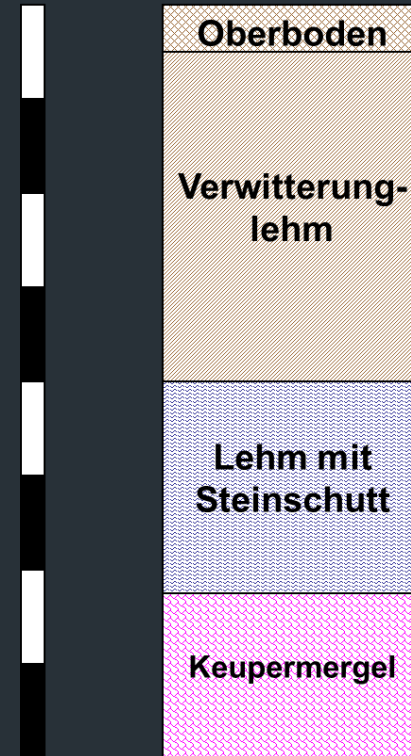 Oberboden
Verwitterung-
lehm
Lehm mit
Steinschutt
Keupermergel